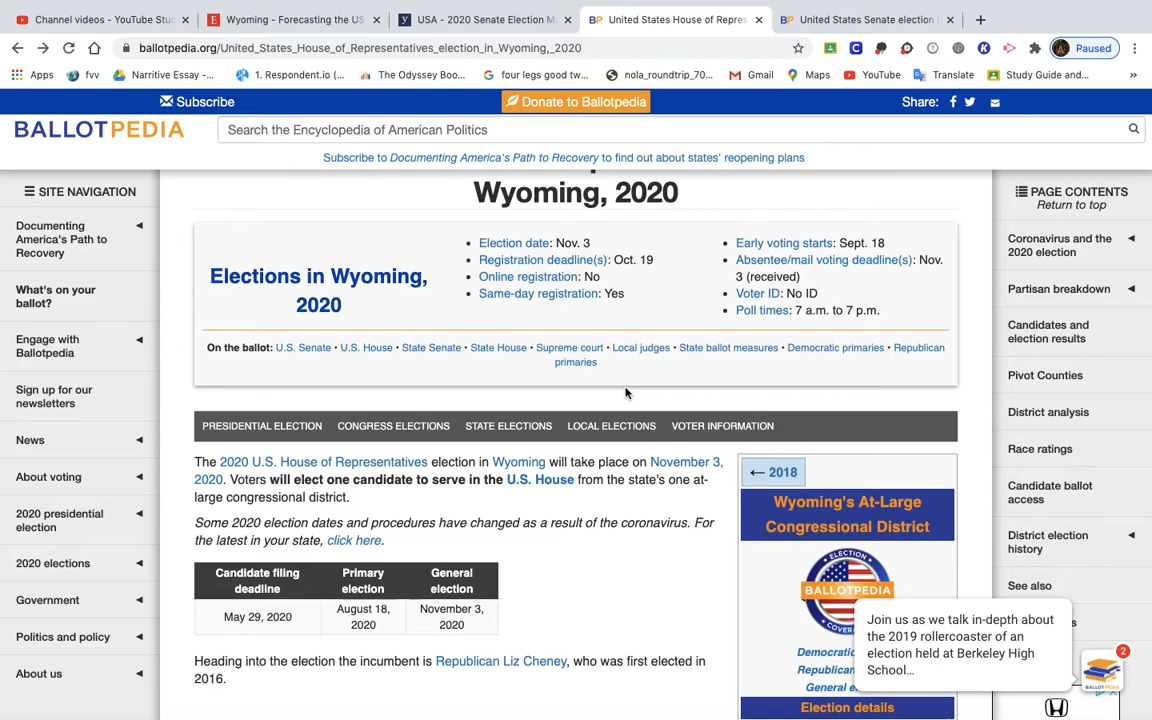 Channel videos - YouTube Stu
Wyoming - Forecasting the US
USA - 2020 Senate Election M
United States House of Repres
United States Senate election i
ballotpedia.org/United_States_House_of_Representatives_election_in_Wyoming,_2020
Paused
Apps
fvv
Narritive Essay -...
1. Respondent.io (...
The Odyssey Boo...
four legs good tw...
nola_roundtrip_70...
Gmail
Maps
YouTube
Translate
Study Guide and...
Subscribe
Donate to Ballotpedia
Share:
BALLOTPEDIA
Search the Encyclopedia of American Politics
Subscribe to Documenting America's Path to Recovery to find out about states' reopening plans
SITE NAVIGATION
Documenting
America's Path to
Recovery
What's on your
ballot?
Engage with
Ballotpedia
Sign up for our
newsletters
News
About voting
2020 presidential
election
2020 elections
Government
Politics and policy
About us
Wyoming, 2020
Elections in Wyoming,
2020
• Election date: Nov. 3
• Registration deadline(s): Oct. 19
• Online registration: No
• Same-day registration: Yes
• Early voting starts: Sept. 18
• Absentee/mail voting deadline(s): Nov.
3 (received)
• Voter ID: No ID
• Poll times: 7 a.m. to 7 p.m.
On the ballot: U.S. Senate • U.S. House • State Senate • State House • Supreme court • Local judges • State ballot measures • Democratic primaries • Republican
primaries
PRESIDENTIAL ELECTION CONGRESS ELECTIONS STATE ELECTIONS LOCAL ELECTIONS VOTER INFORMATION
The 2020 U.S. House of Representatives election in Wyoming will take place on November 3,
2020. Voters will elect one candidate to serve in the U.S. House from the state's one at-
large congressional district.
Some 2020 election dates and procedures have changed as a result of the coronavirus. For
the latest in your state, click here.
Candidate filing
deadline
Primary
election
General
election
May 29, 2020
August 18,
2020
November 3,
2020
Heading into the election the incumbent is Republican Liz Cheney, who was first elected in
2016.
← 2018
Wyoming's At-Large
Congressional District
ELECTION
BALLOTPEDIA
Democratic
Republican
General e
Election details
PAGE CONTENTS
Return to top
Coronavirus and the
2020 election
Partisan breakdown
Candidates and
election results
Pivot Counties
District analysis
Race ratings
Candidate ballot
access
District election
history
See also
Join us as we talk in-depth about
the 2019 rollercoaster of an
election held at Berkeley High
School...
2
BALLOTPEDIA